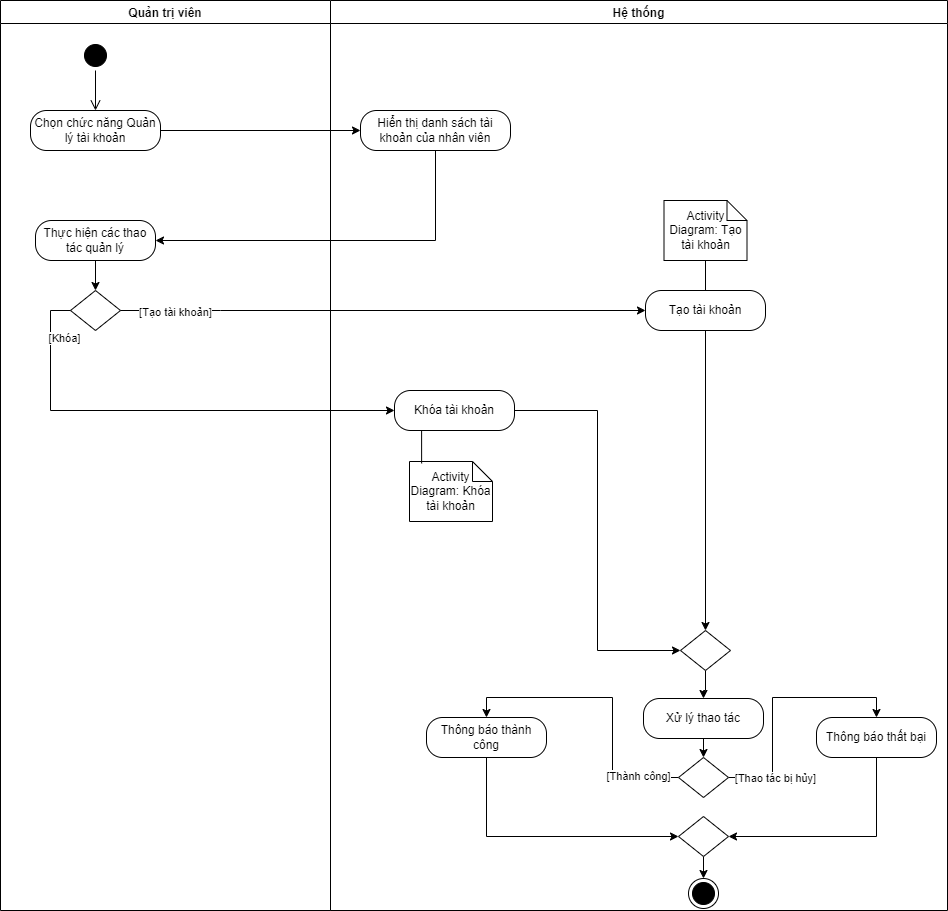 Quản trị viên
Hệ thống
Chọn chức năng Quản
lý tài khoản
Hiển thị danh sách tài
khoản của nhân viên
Thực hiện các thao
tác quản lý
Activity
Diagram: Tạo
tài khoản
[Tạo tài khoản]
Tạo tài khoản
[Khóa]
Khóa tài khoản
Activity
Diagram: Khóa
tài khoản
Xử lý thao tác
Thông báo thành
công
Thông báo thất bại
[Thành công]
[Thao tác bị hủy]